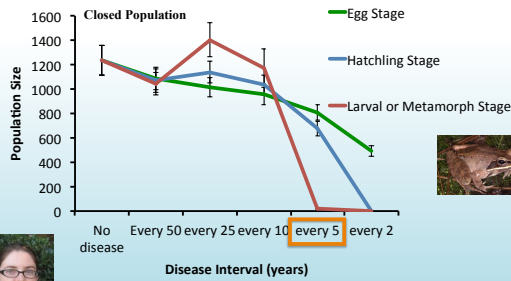 Closed Population
Egg Stage
Hatchling Stage
Larval or Metamorph Stage
Population Size
1600
1400
1200
1000
800
600
400
200
0
No disease
Every 50
every 25
every 10
every 5
every 2
Disease Interval (years)